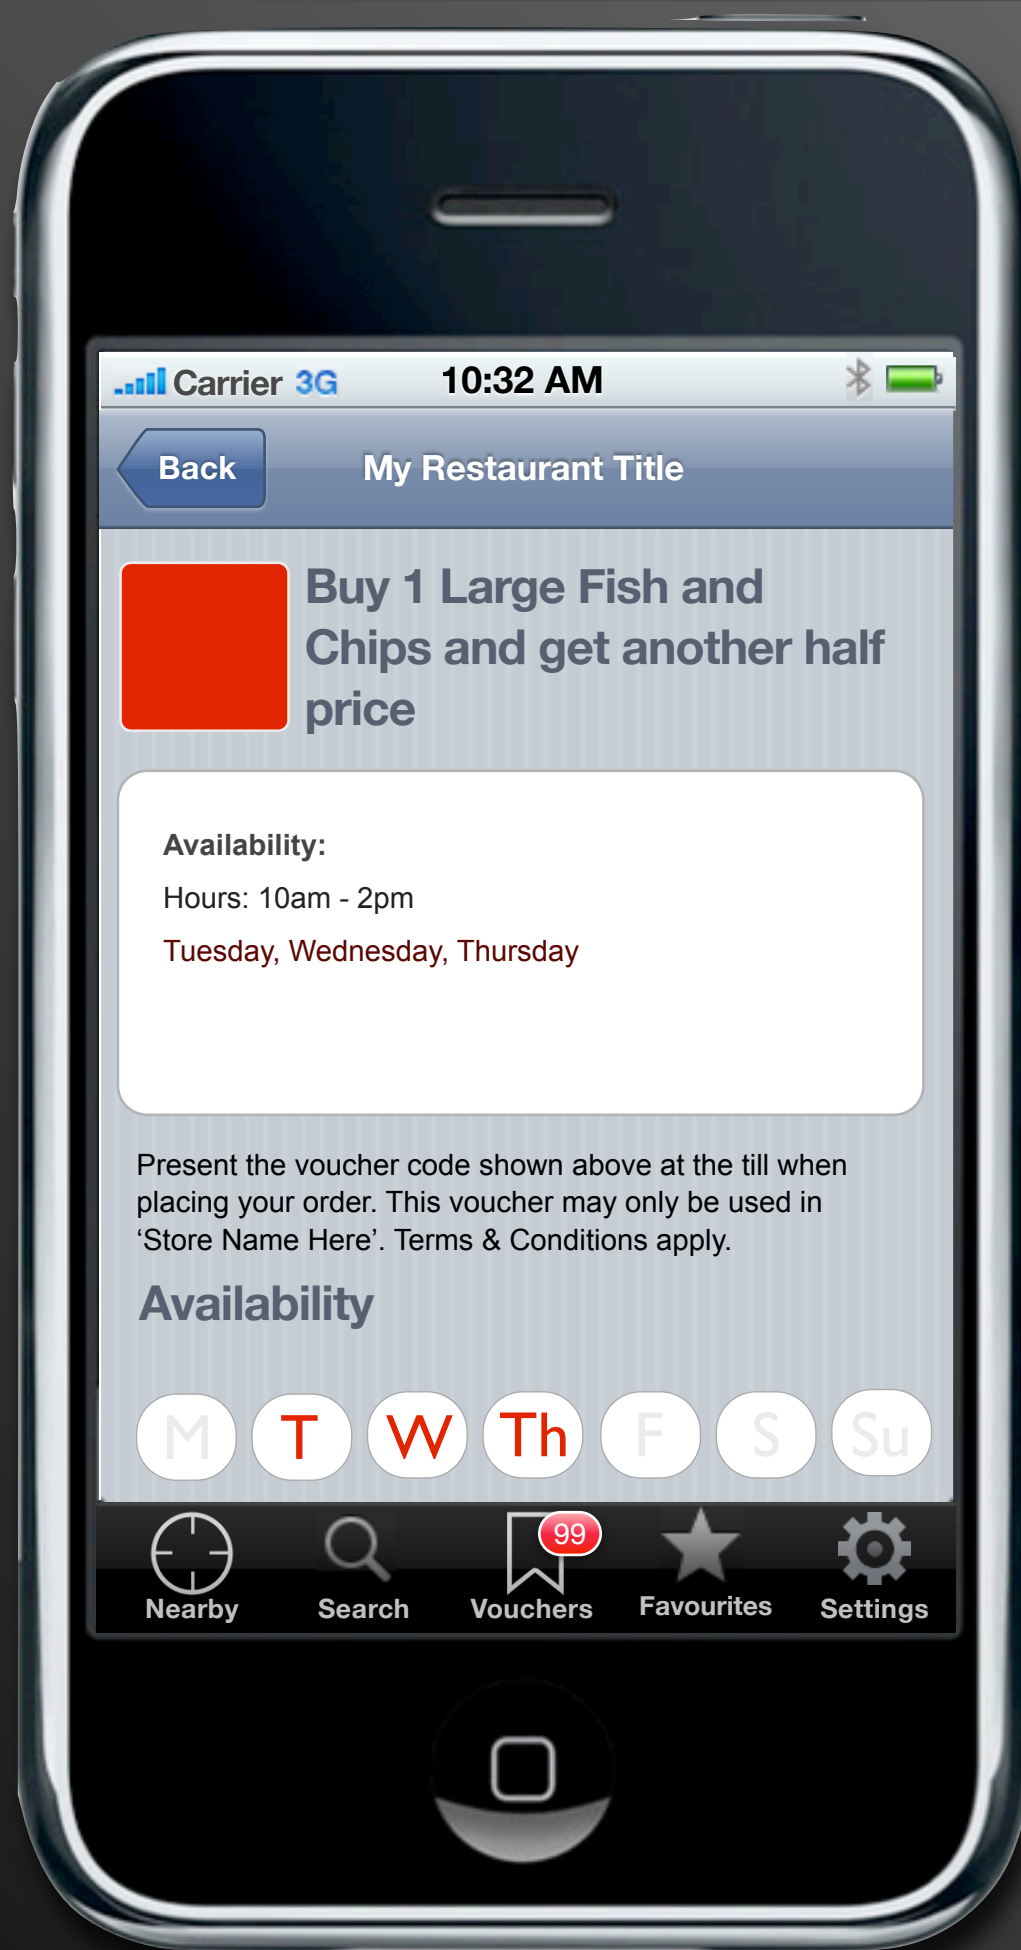 Carrier 3G 10:32 AM
Back My Restaurant Title
Buy 1 Large Fish and
Chips and get another half
price
Availability:
Hours: 10am - 2pm
Tuesday, Wednesday, Thursday
Present the voucher code shown above at the till when
placing your order. This voucher may only be used in
‘Store Name Here’. Terms & Conditions apply.
Availability
M T W Th F S Su
99
Nearby Search Vouchers Favourites Settings